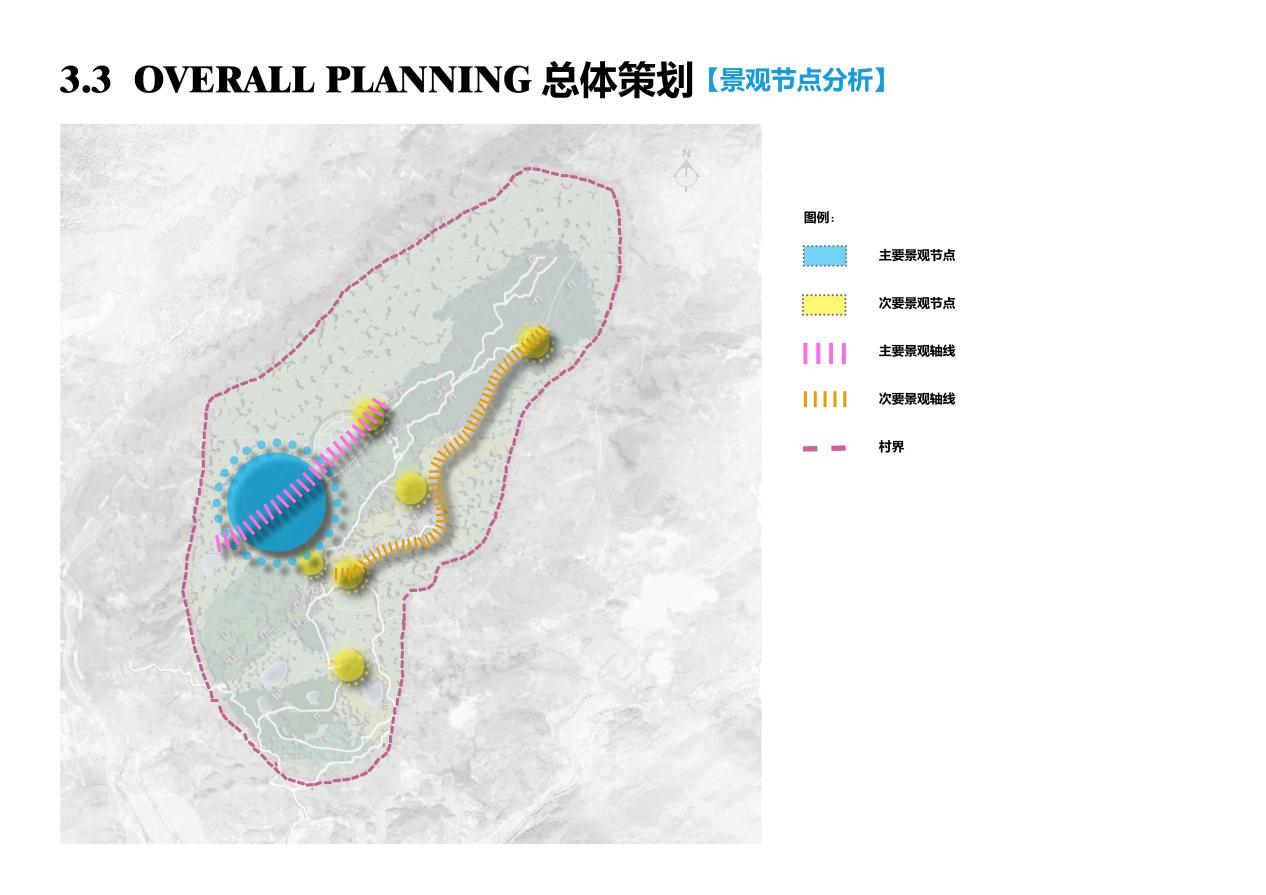 3.3 OVERALL PLANNING 总体策划【景观节点分析】
N
图例：
主要景观节点
次要景观节点
主要景观轴线
次要景观轴线
村界